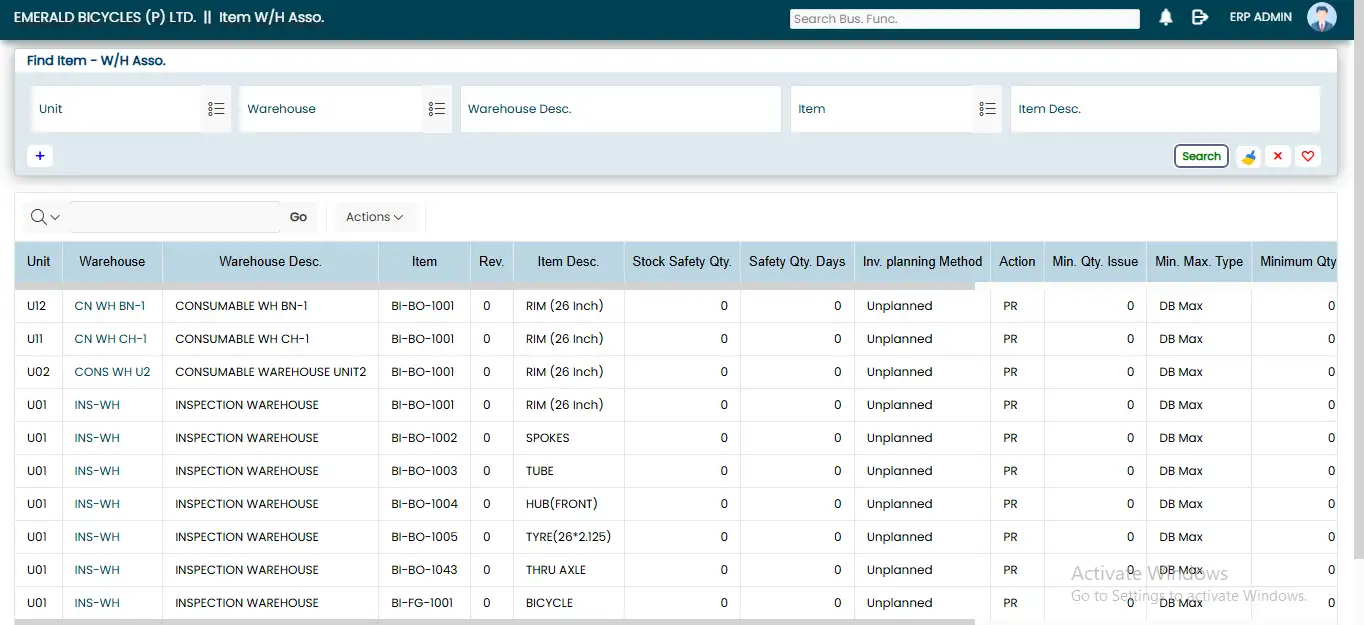 EMERALD BICYCLES (P) LTD. || Item W/H Asso. Search Bus. Func. ERP ADMIN
Find Item - W/H Asso.
Unit Warehouse Warehouse Desc. Item Item Desc.
+ Search
Go Actions
Unit Warehouse Warehouse Desc. Item Rev. Item Desc. Stock Safety Qty. Safety Qty. Days Inv. planning Method Action Min. Qty. Issue Min. Max. Type Minimum Qty
U12 CN WH BN-1 CONSUMABLE WH BN-1 BI-BO-1001 0 RIM (26 Inch) 0 0 Unplanned PR 0 DB Max 0
U11 CN WH CH-1 CONSUMABLE WH CH-1 BI-BO-1001 0 RIM (26 Inch) 0 0 Unplanned PR 0 DB Max 0
U02 CONS WH U2 CONSUMABLE WAREHOUSE UNIT2 BI-BO-1001 0 RIM (26 Inch) 0 0 Unplanned PR 0 DB Max 0
U01 INS-WH INSPECTION WAREHOUSE BI-BO-1001 0 RIM (26 Inch) 0 0 Unplanned PR 0 DB Max 0
U01 INS-WH INSPECTION WAREHOUSE BI-BO-1002 0 SPOKES 0 0 Unplanned PR 0 DB Max 0
U01 INS-WH INSPECTION WAREHOUSE BI-BO-1003 0 TUBE 0 0 Unplanned PR 0 DB Max 0
U01 INS-WH INSPECTION WAREHOUSE BI-BO-1004 0 HUB(FRONT) 0 0 Unplanned PR 0 DB Max 0
U01 INS-WH INSPECTION WAREHOUSE BI-BO-1005 0 TYRE(26*2.125) 0 0 Unplanned PR 0 DB Max 0
U01 INS-WH INSPECTION WAREHOUSE BI-BO-1043 0 THRU AXLE 0 0 Unplanned PR 0 DB Max 0
U01 INS-WH INSPECTION WAREHOUSE BI-FG-1001 0 BICYCLE 0 0 Unplanned PR 0 DB Max 0
Activate Windows
Go to Settings to activate Windows.